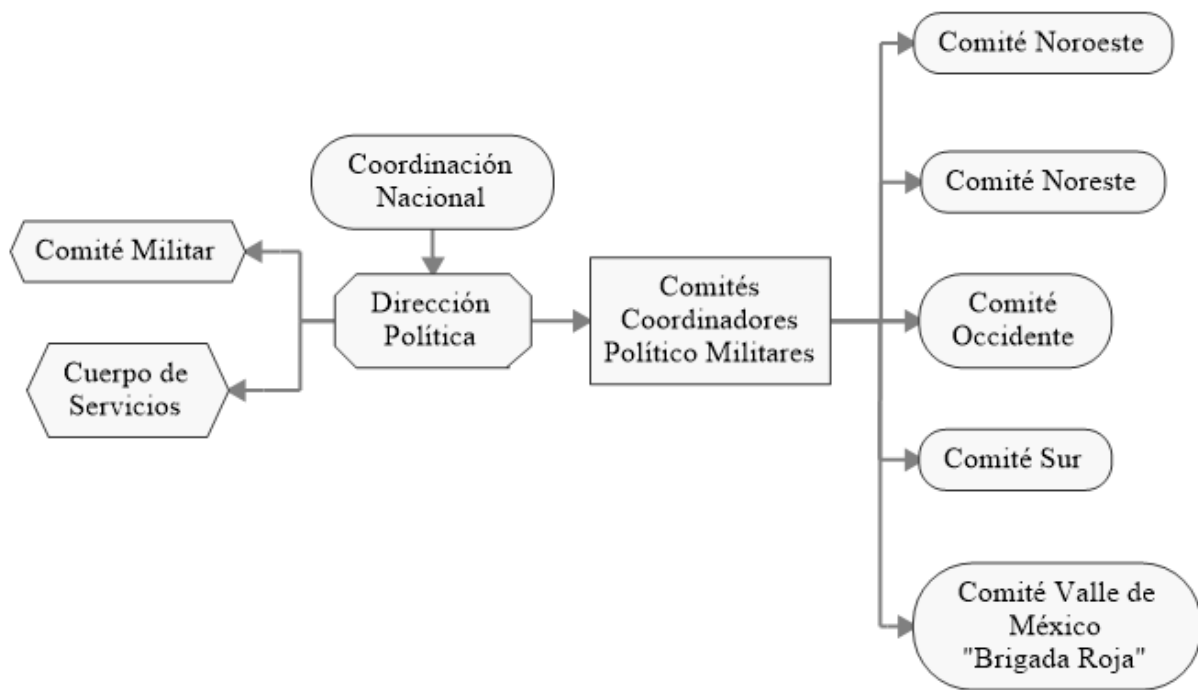 Coordinación
Nacional
Comité Militar
Cuerpo de
Servicios
Dirección
Política
Comités
Coordinadores
Político Militares
Comité Noroeste
Comité Noreste
Comité
Occidente
Comité Sur
Comité Valle de
México
"Brigada Roja"